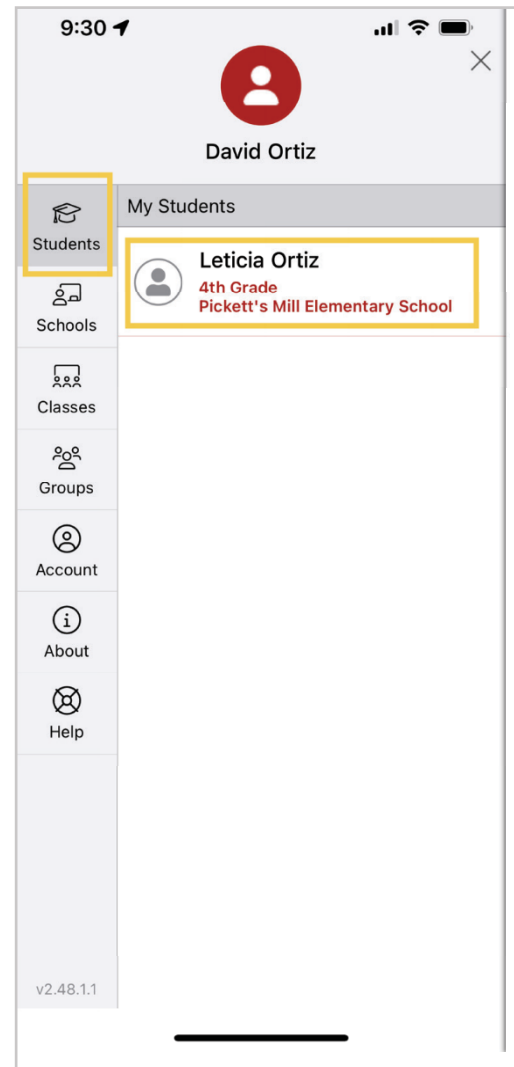 9:30
David Ortiz
Students
My Students
Leticia Ortiz
4th Grade
Pickett's Mill Elementary School
Schools
Classes
Groups
Account
About
Help
v2.48.1.1